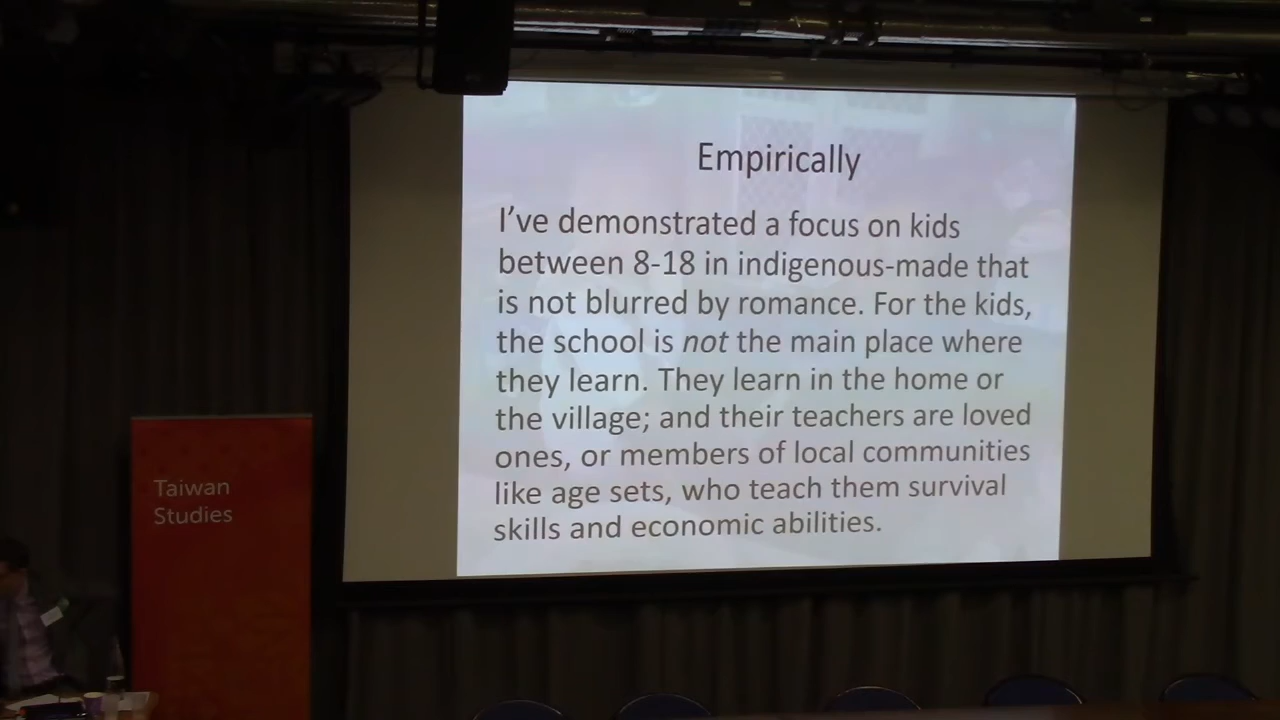 Empirically
I've demonstrated a focus on kids
between 8-18 in indigenous-made that
is not blurred by romance. For the kids,
the school is not the main place where
they learn. They learn in the home or
the village; and their teachers are loved
ones, or members of local communities
like age sets, who teach them survival
skills and economic abilities.
Taiwan
Studies